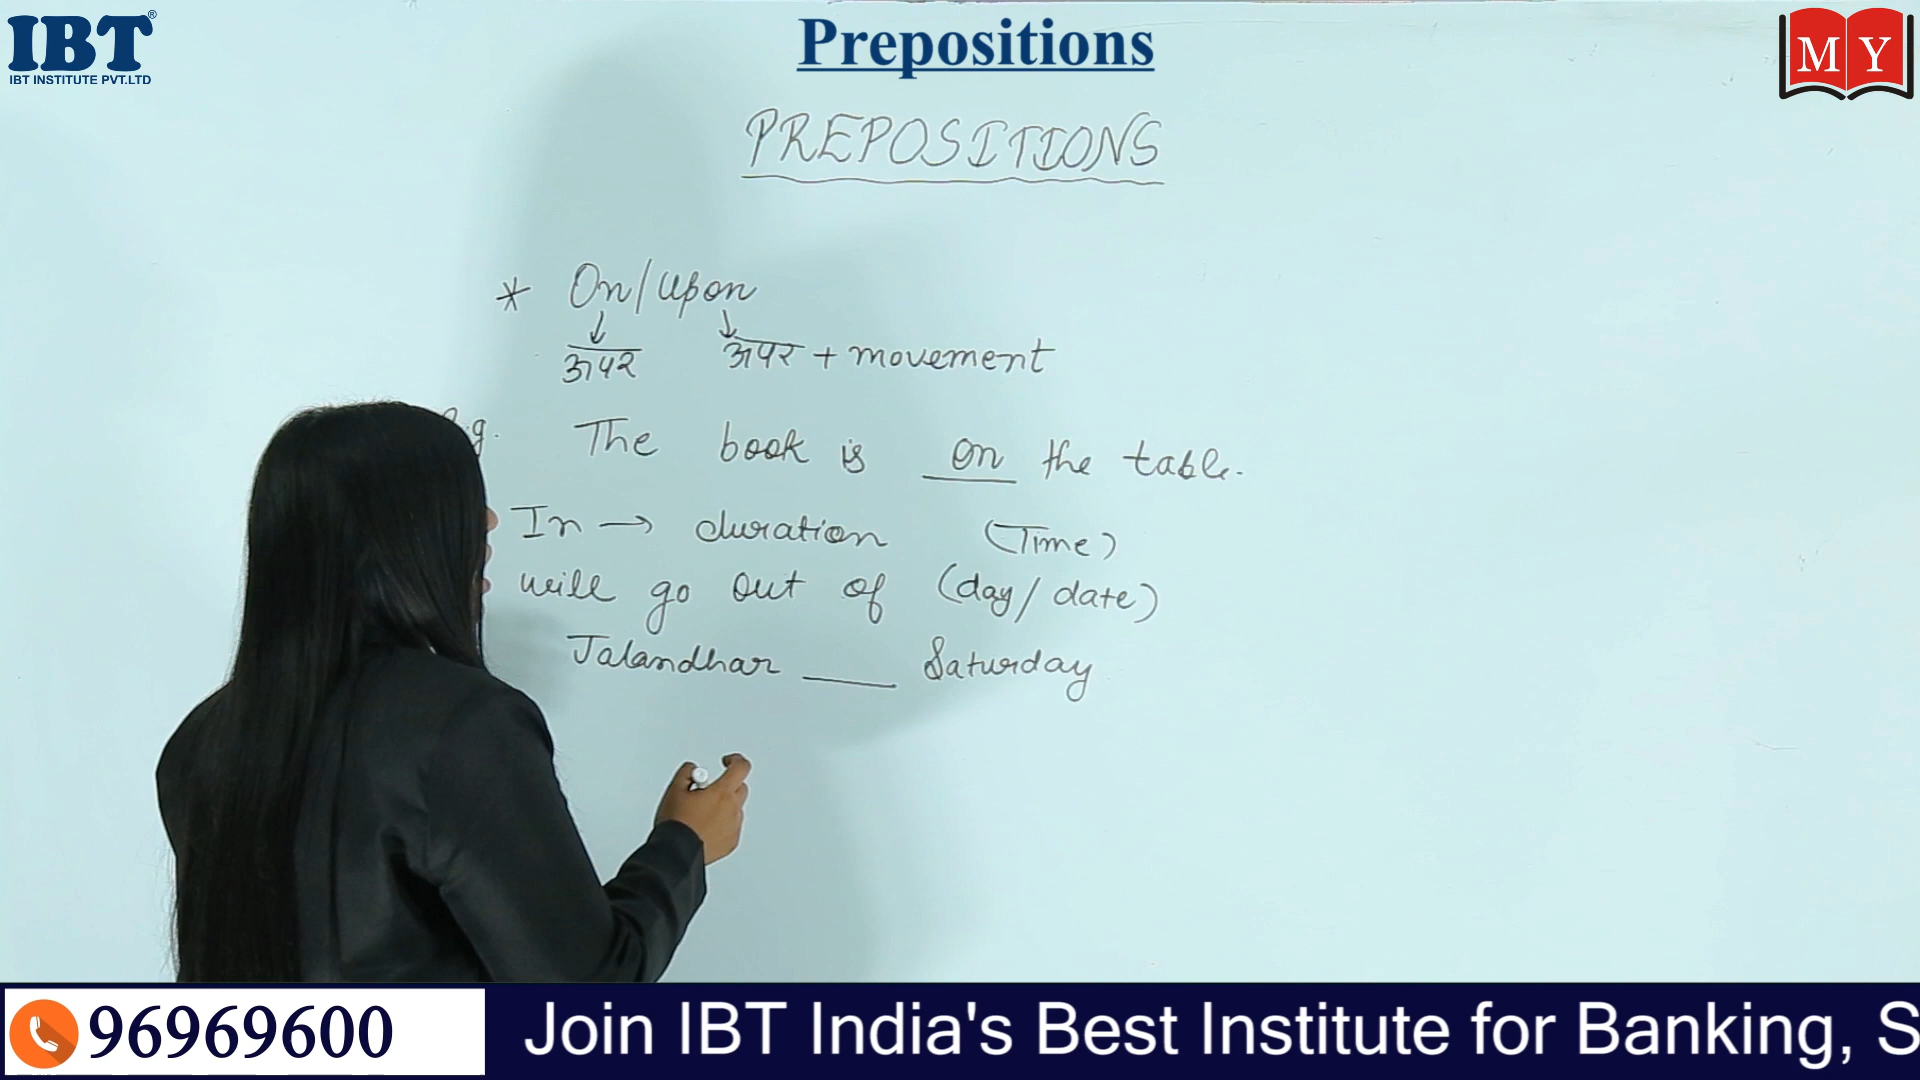 IBT®
IBT INSTITUTE PVT.LTD
Prepositions
M Y
PREPOSITIONS
* On/Upon
ऊपर ऊपर + movement
e.g. The book is on the table.
In → duration (Time)
will go out of (day/date)
Jalandhar ____ Saturday
96969600
Join IBT India's Best Institute for Banking, S